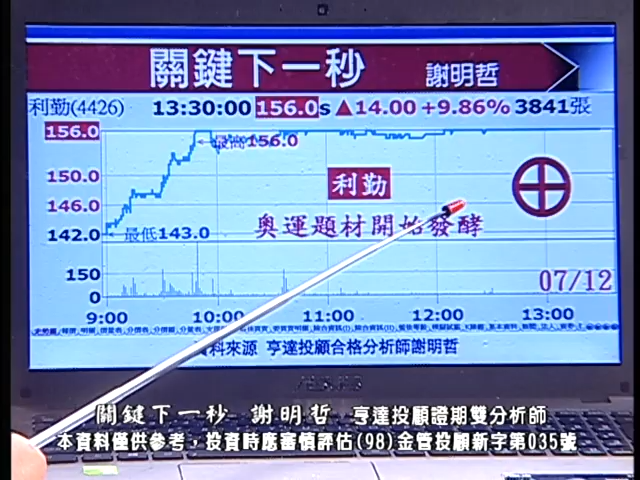 關鍵下一秒 謝明哲
利勤(4426) 13:30:00 156.0s ▲14.00 +9.86% 3841張
156.0
最高156.0
150.0
利勤
146.0
奧運題材開始發酵
142.0
最低143.0
150
07/12
0
9:00 10:00 11:00 12:00 13:00
資料來源 亨達投顧合格分析師謝明哲
關鍵下一秒 謝明哲 亨達投顧證期雙分析師
本資料僅供參考，投資時應審慎評估(98)金管投顧新字第035號